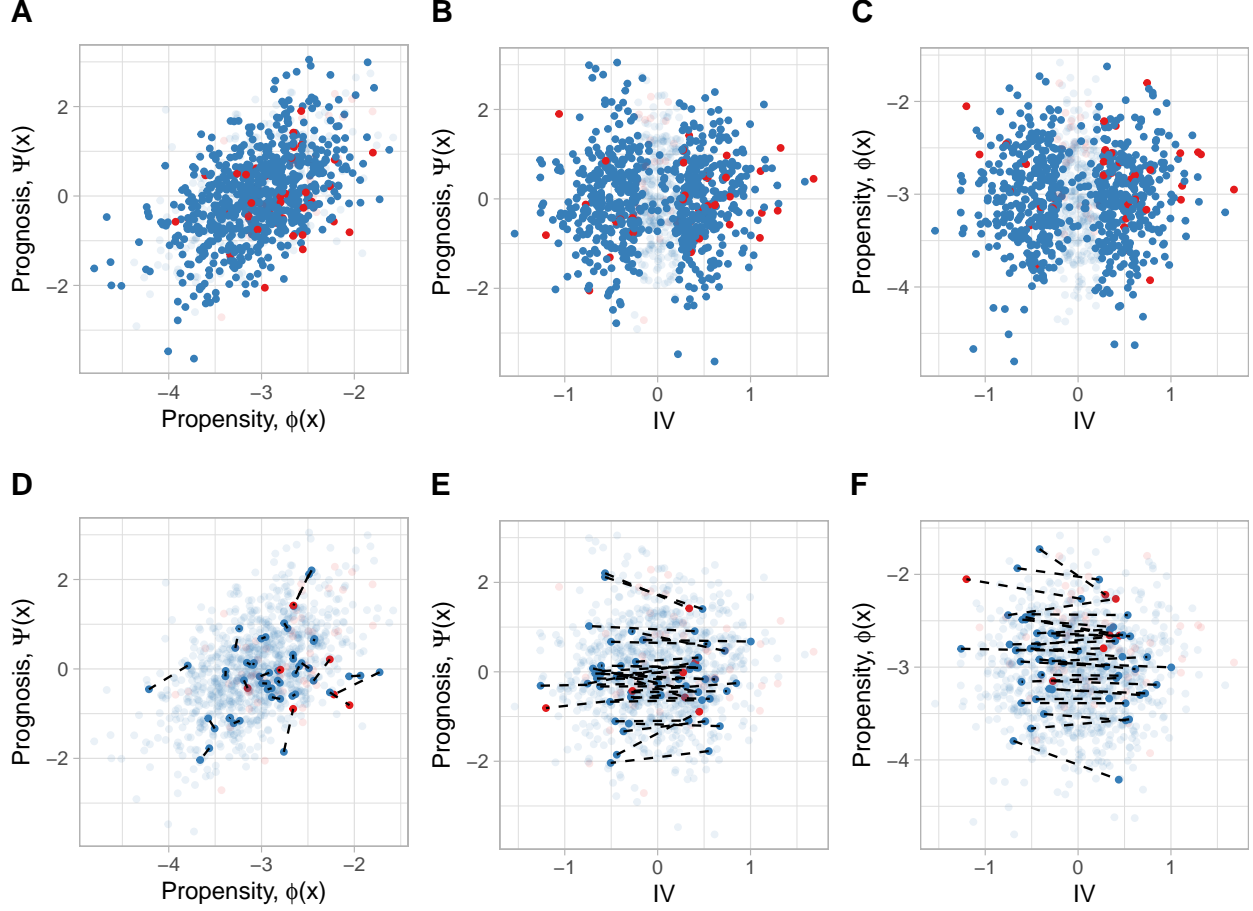 A
B
C
Prognosis, Ψ(x)
2
0
−2
−4
−3
−2
Propensity, ϕ(x)
Prognosis, Ψ(x)
2
0
−2
−1
0
1
IV
Propensity, ϕ(x)
−2
−3
−4
−1
0
1
IV
D
E
F
Prognosis, Ψ(x)
2
0
−2
−4
−3
−2
Propensity, ϕ(x)
Prognosis, Ψ(x)
2
0
−2
−1
0
1
IV
Propensity, ϕ(x)
−2
−3
−4
−1
0
1
IV